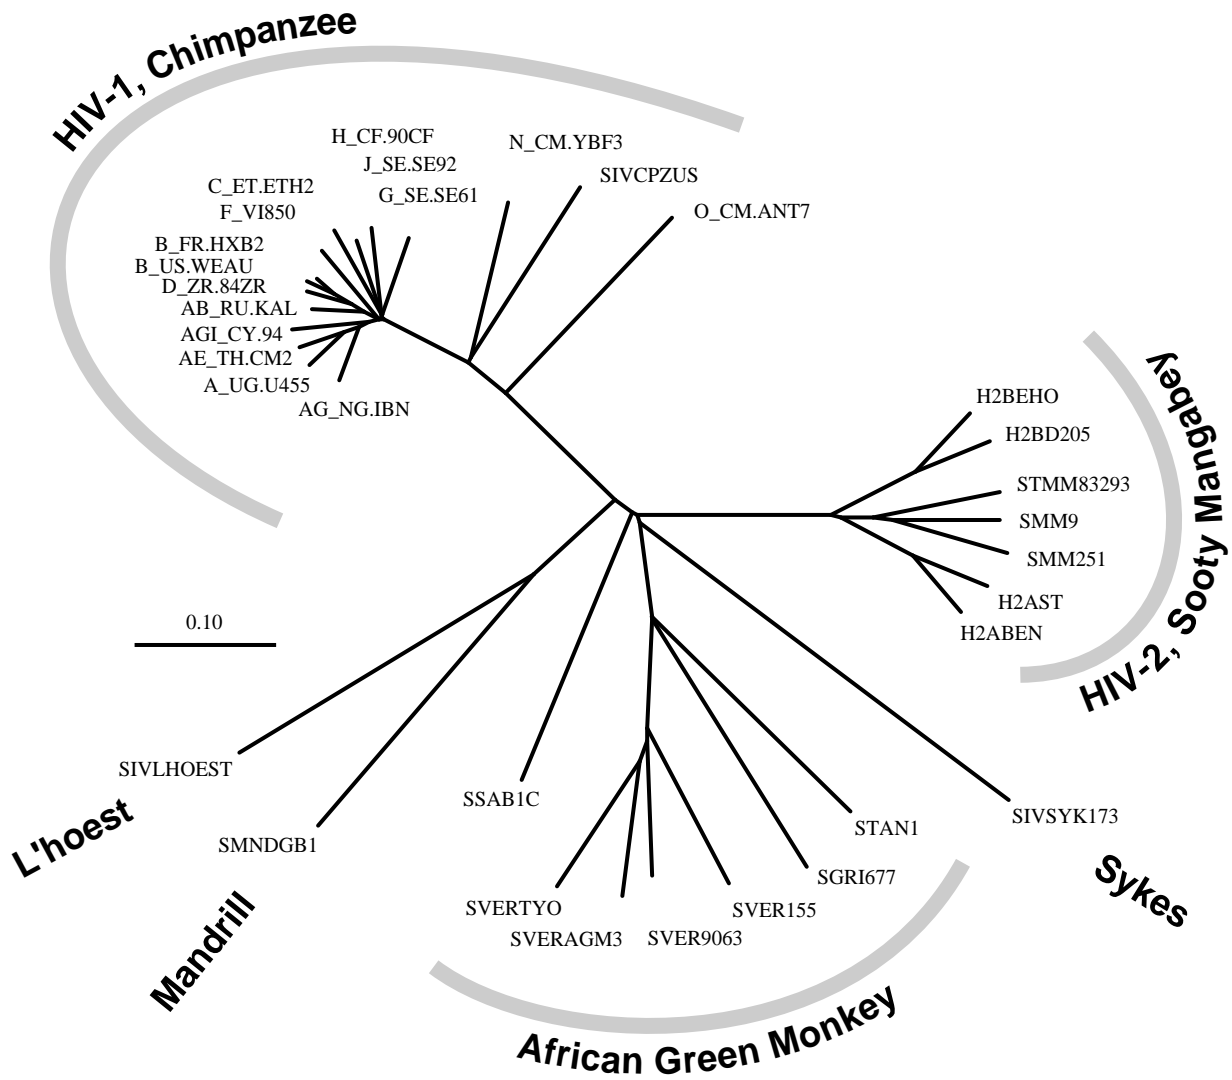 HIV-1, Chimpanzee
H_CF.90CF
N_CM.YBF3
J_SE.SE92
SIVCPZUS
C_ET.ETH2
G_SE.SE61
F_VI850
O_CM.ANT7
B_FR.HXB2
B_US.WEAU
D_ZR.84ZR
AB_RU.KAL
AGI_CY.94
AE_TH.CM2
A_UG.U455
AG_NG.IBN
H2BEHO
H2BD205
STMM83293
SMM9
SMM251
H2AST
H2ABEN
HIV-2, Sooty Mangabey
0.10
SIVLHOEST
L'hoest
SMNDGB1
Mandrill
SSAB1C
STAN1
SIVSYK173
Sykes
SGRI677
SVERTYO
SVER155
SVERAGM3
SVER9063
African Green Monkey